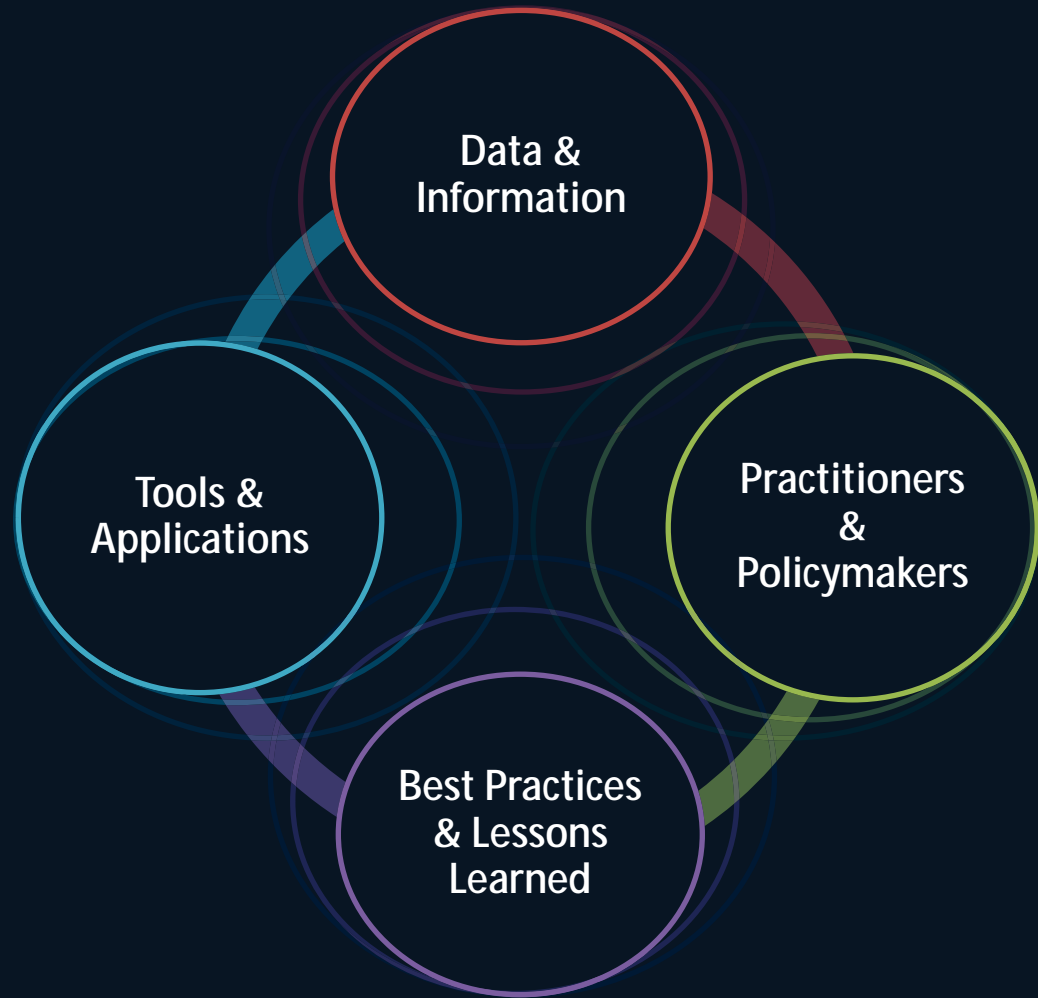 Data &
Information
Tools &
Applications
Practitioners
&
Policymakers
Best Practices
& Lessons
Learned